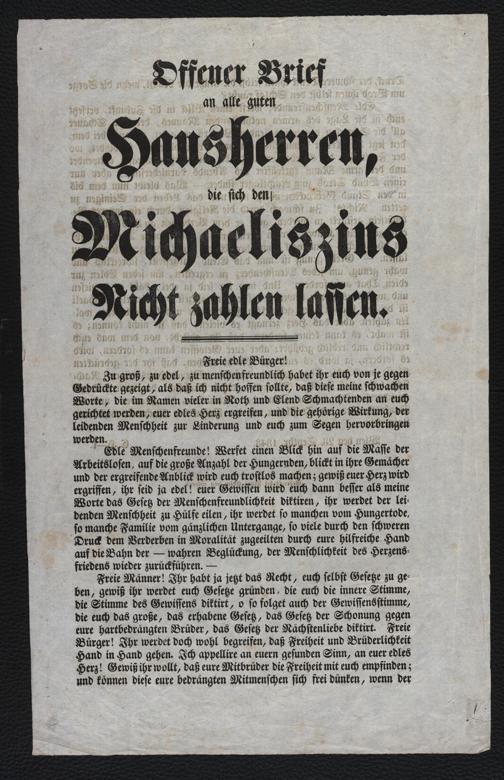 Offener Brief
an alle guten
Hausherren,
die sich den
Michaeliszins
Nicht zahlen lassen.
Freie edle Bürger!
Zu groß, zu edel, zu menschenfreundlich habet ihr euch von je gegen
Gedrückte gezeigt, als daß ich nicht hoffen sollte, daß diese meine schwachen
Worte, die im Namen vieler in Noth und Elend Schmachtenden an euch
gerichtet werden, euer edles Herz ergreifen, und die gehörige Wirkung, der
leidenden Menschheit zur Linderung und euch zum Segen hervorbringen
werden.
Edle Menschenfreunde! Werfet einen Blick hin auf die Masse der
Arbeitslosen, auf die große Anzahl der Hungernden, blickt in ihre Gemächer
und der ergreifende Anblick wird euch trostlos machen; gewiß euer Herz wird
ergriffen, ihr seid ja edel! euer Gewissen wird euch dann besser als meine
Worte das Gesetz der Menschenfreundlichkeit diktiren, ihr werdet der lei-
denden Menschheit zu Hülfe eilen, ihr werdet so manchen vom Hungertode,
so manche Familie vom gänzlichen Untergange, so viele durch den schweren
Druck dem Verderben in Moralität zugeeilten durch eure hilfreiche Hand
auf die Bahn der — wahren Beglückung, der Menschlichkeit des Herzens-
friedens wieder zurückführen. —
Freie Männer! Ihr habt ja jetzt das Recht, euch selbst Gesetze zu ge-
ben, gewiß ihr werdet euch Gesetze gründen, die euch die innere Stimme,
die Stimme des Gewissens diktirt, o so folget auch der Gewissensstimme,
die euch das große, das erhabene Gesetz, das Gesetz der Schonung gegen
eure hartbedrängten Brüder, das Gesetz der Nächstenliebe diktirt. Freie
Bürger! Ihr werdet doch wohl begreifen, daß Freiheit und Brüderlichkeit
Hand in Hand gehen. Ich appellire an euern gesunden Sinn, an euer edles
Herz! Gewiß ihr wollt, daß eure Mitbrüder die Freiheit mit euch empfinden;
und können diese eure bedrängten Mitmenschen sich frei dünken, wenn der